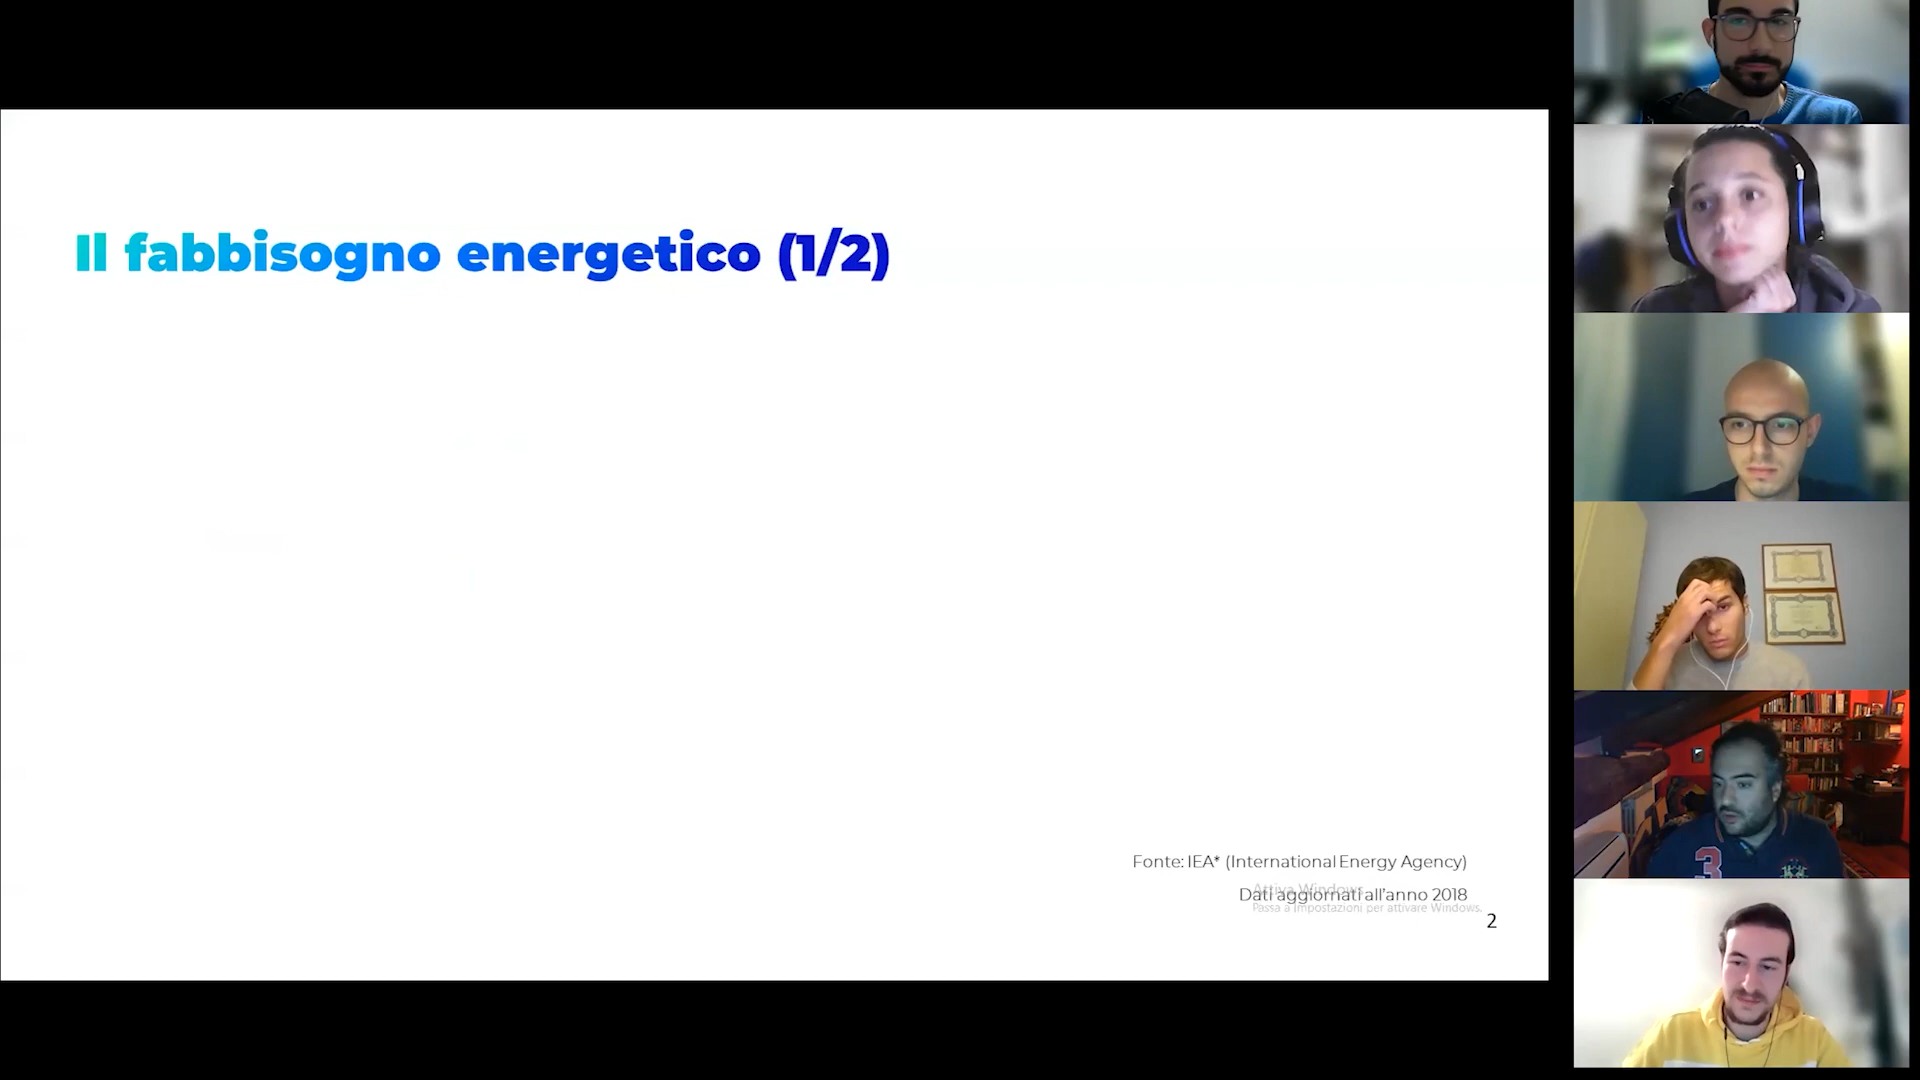 Il fabbisogno energetico (1/2)
Fonte: IEA* (International Energy Agency)
Attiva Windows
Dati aggiornati all'anno 2018
Passa a Impostazioni per attivare Windows.
2
3